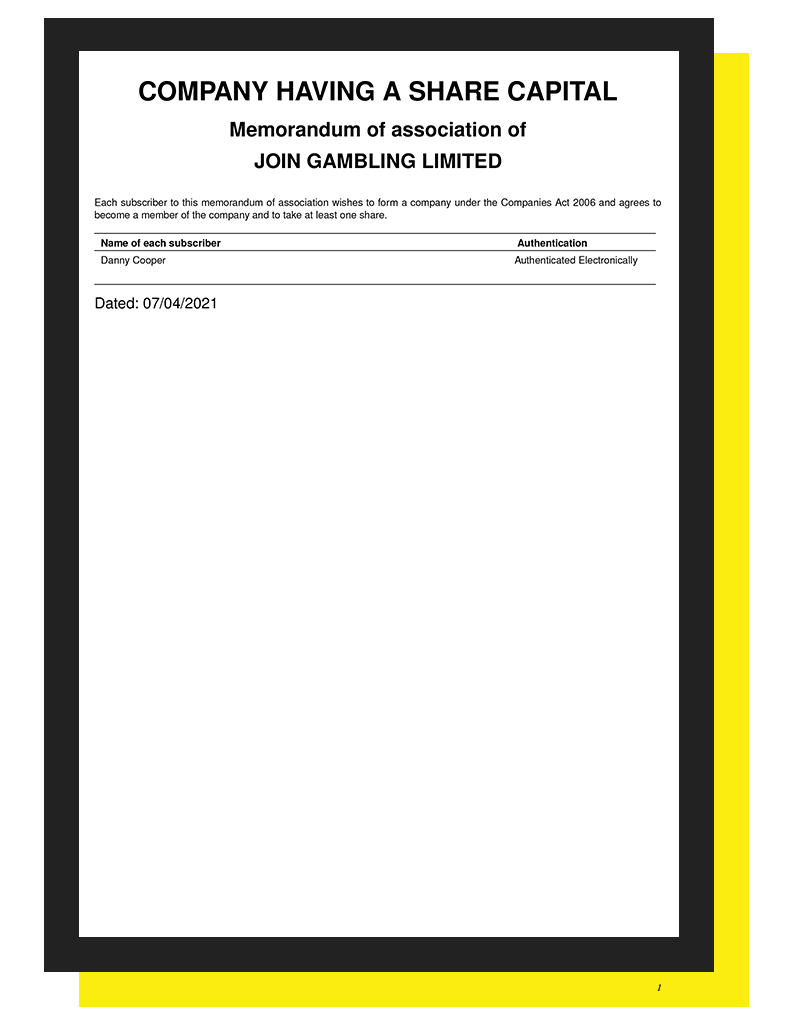 COMPANY HAVING A SHARE CAPITAL
Memorandum of association of
JOIN GAMBLING LIMITED
Each subscriber to this memorandum of association wishes to form a company under the Companies Act 2006 and agrees to
become a member of the company and to take at least one share.
Name of each subscriber Authentication
Danny Cooper Authenticated Electronically
Dated: 07/04/2021
1